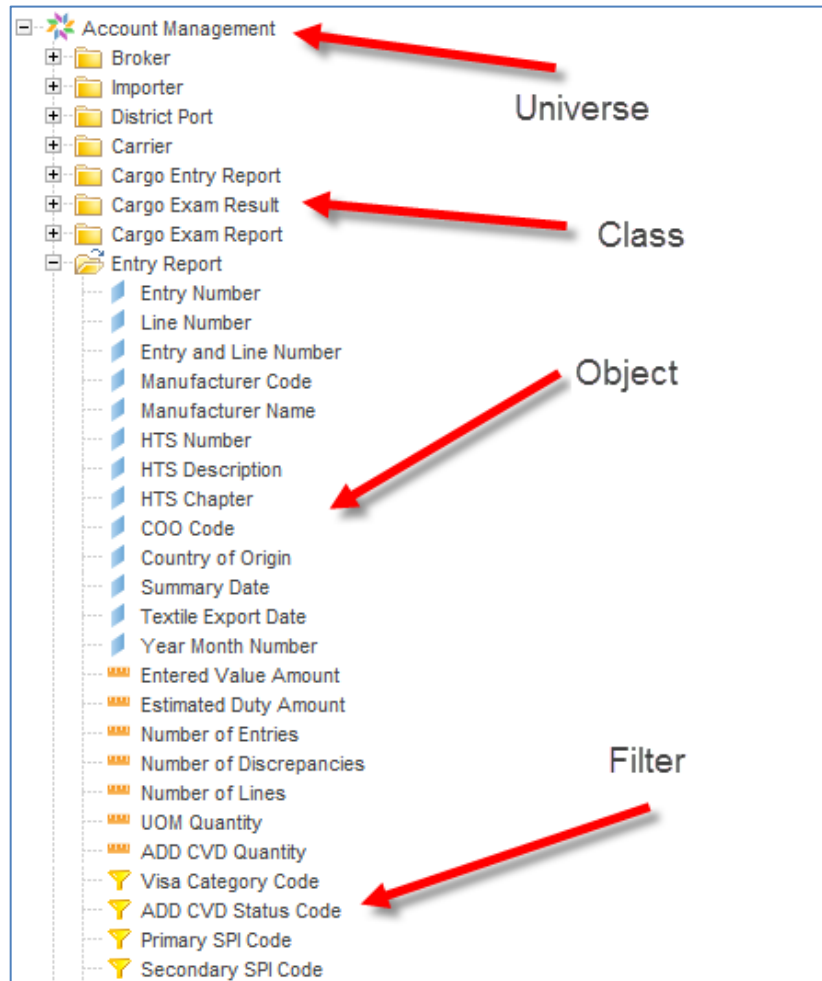 Account Management
Broker
Importer
Universe
District Port
Carrier
Cargo Entry Report
Cargo Exam Result
Class
Cargo Exam Report
Entry Report
Entry Number
Line Number
Entry and Line Number
Object
Manufacturer Code
Manufacturer Name
HTS Number
HTS Description
HTS Chapter
COO Code
Country of Origin
Summary Date
Textile Export Date
Year Month Number
Entered Value Amount
Estimated Duty Amount
Number of Entries
Number of Discrepancies
Filter
Number of Lines
UOM Quantity
ADD CVD Quantity
Visa Category Code
ADD CVD Status Code
Primary SPI Code
Secondary SPI Code